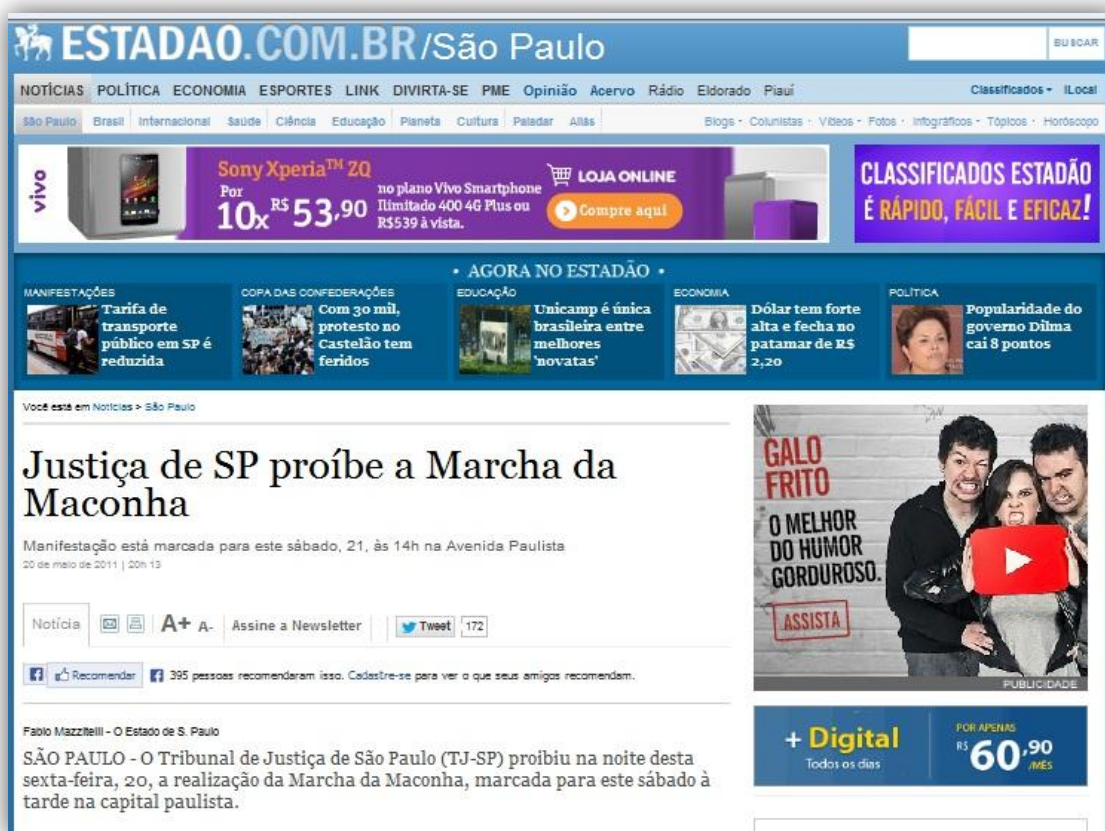 ESTADAO.COM.BR/São Paulo
BUSCAR
NOTÍCIAS POLÍTICA ECONOMIA ESPORTES LINK DIVIRTA-SE PME Opinião Acervo Rádio Eldorado Piauí Classificados iLocal
São Paulo Brasil Internacional Saúde Ciência Educação Planeta Cultura Paladar Aliás Blogs Colunistas Vídeos Fotos Infográficos Tópicos Horóscopo
vivo
Sony Xperia™ ZQ
Por
10x R$ 53,90
no plano Vivo Smartphone
Ilimitado 400 4G Plus ou
R$539 à vista.
LOJA ONLINE
Compre aqui
CLASSIFICADOS ESTADÃO
É RÁPIDO, FÁCIL E EFICAZ!
• AGORA NO ESTADÃO •
MANIFESTAÇÕES
Tarifa de
transporte
público em SP é
reduzida
COPA DAS CONFEDERAÇÕES
Com 30 mil,
protesto no
Castelão tem
feridos
EDUCAÇÃO
Unicamp é única
brasileira entre
melhores
'novatas'
ECONOMIA
Dólar tem forte
alta e fecha no
patamar de R$
2,20
POLÍTICA
Popularidade do
governo Dilma
cai 8 pontos
Você está em Notícias > São Paulo
Justiça de SP proíbe a Marcha da
Maconha
Manifestação está marcada para este sábado, 21, às 14h na Avenida Paulista
20 de maio de 2011 | 20h 13
Notícia A+ A- Assine a Newsletter Tweet 172
Recomendar 395 pessoas recomendaram isso. Cadastre-se para ver o que seus amigos recomendam.
Fabio Mazzitelli - O Estado de S. Paulo
SÃO PAULO - O Tribunal de Justiça de São Paulo (TJ-SP) proibiu na noite desta
sexta-feira, 20, a realização da Marcha da Maconha, marcada para este sábado à
tarde na capital paulista.
GALO
FRITO
O MELHOR
DO HUMOR
GORDUROSO.
ASSISTA
PUBLICIDADE
+ Digital
Todos os dias
POR APENAS
R$ 60,90
/MÊS